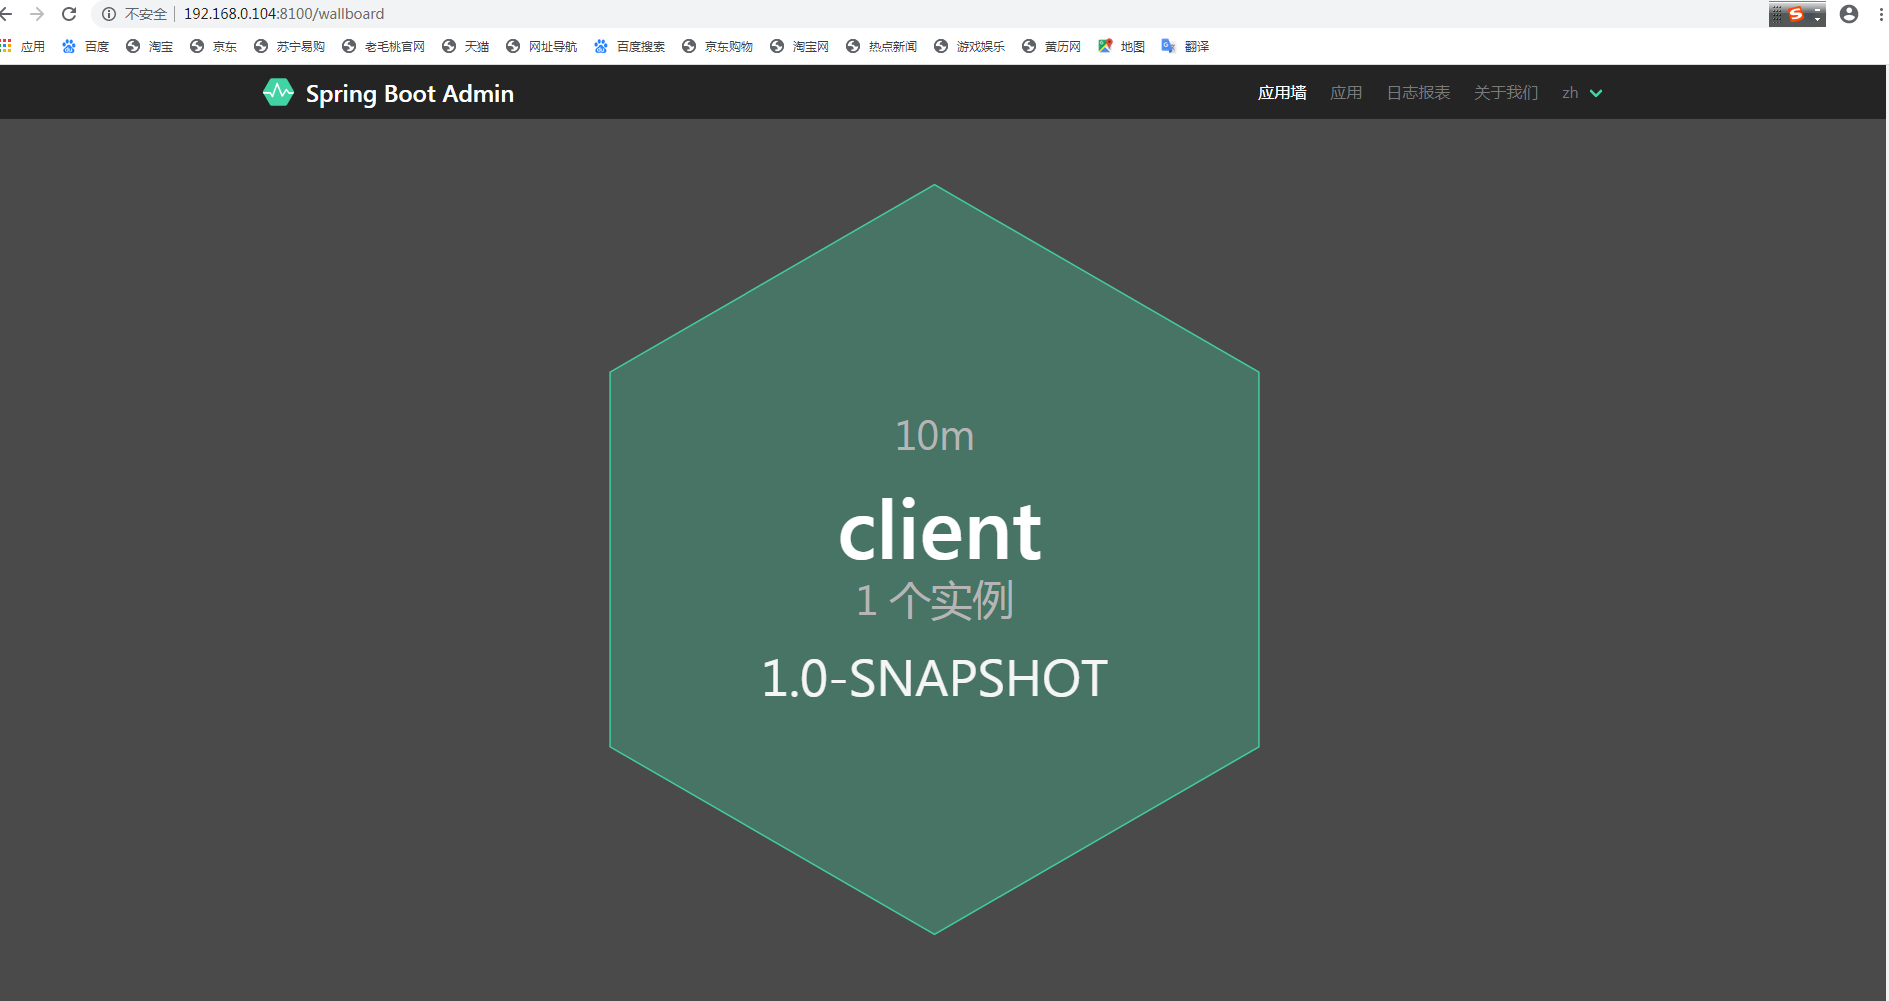 不安全 192.168.0.104:8100/wallboard
应用 百度 淘宝 京东 苏宁易购 老毛桃官网 天猫 网址导航 百度搜索 京东购物 淘宝网 热点新闻 游戏娱乐 黄历网 地图 翻译
Spring Boot Admin 应用墙 应用 日志报表 关于我们 zh
10m
client
1 个实例
1.0-SNAPSHOT